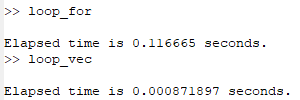 >> loop_for
Elapsed time is 0.116665 seconds.
>> loop_vec
Elapsed time is 0.000871897 seconds.